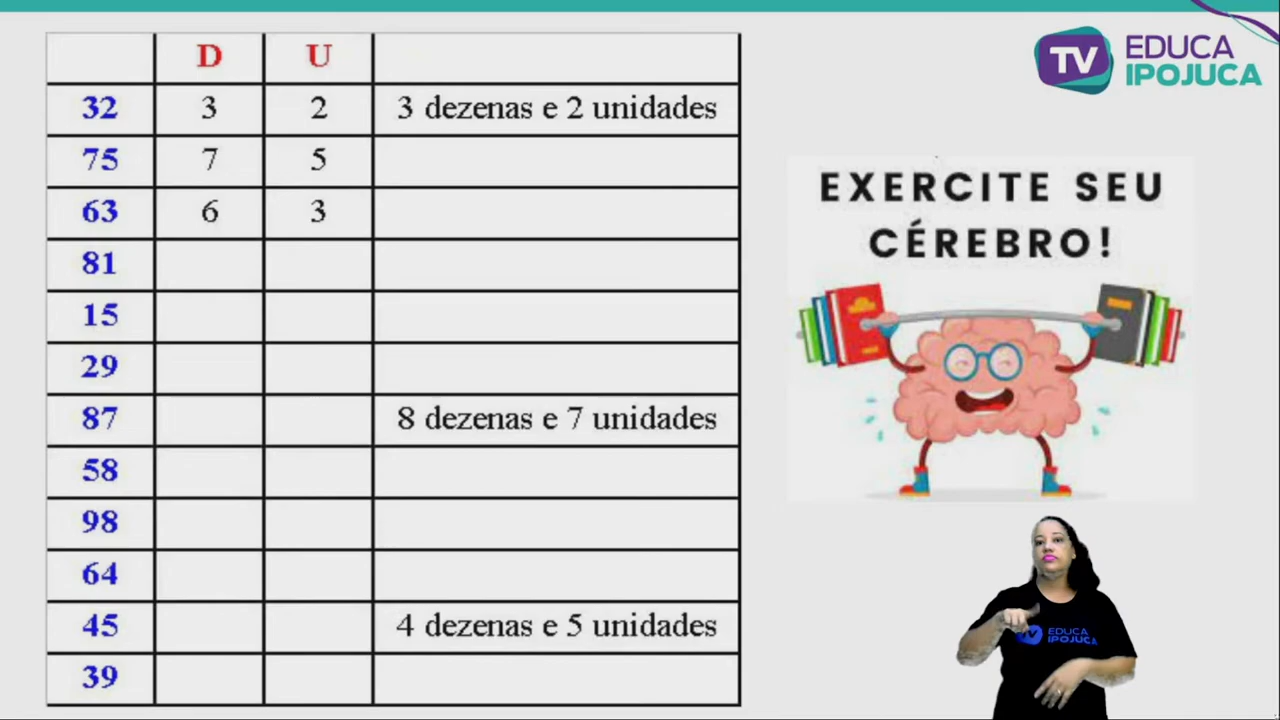 D U
32 3 2 3 dezenas e 2 unidades
75 7 5
63 6 3
81
15
29
87 8 dezenas e 7 unidades
58
98
64
45 4 dezenas e 5 unidades
39
TV EDUCA
IPOJUCA
EXERCITE SEU
CÉREBRO!
TV EDUCA
IPOJUCA